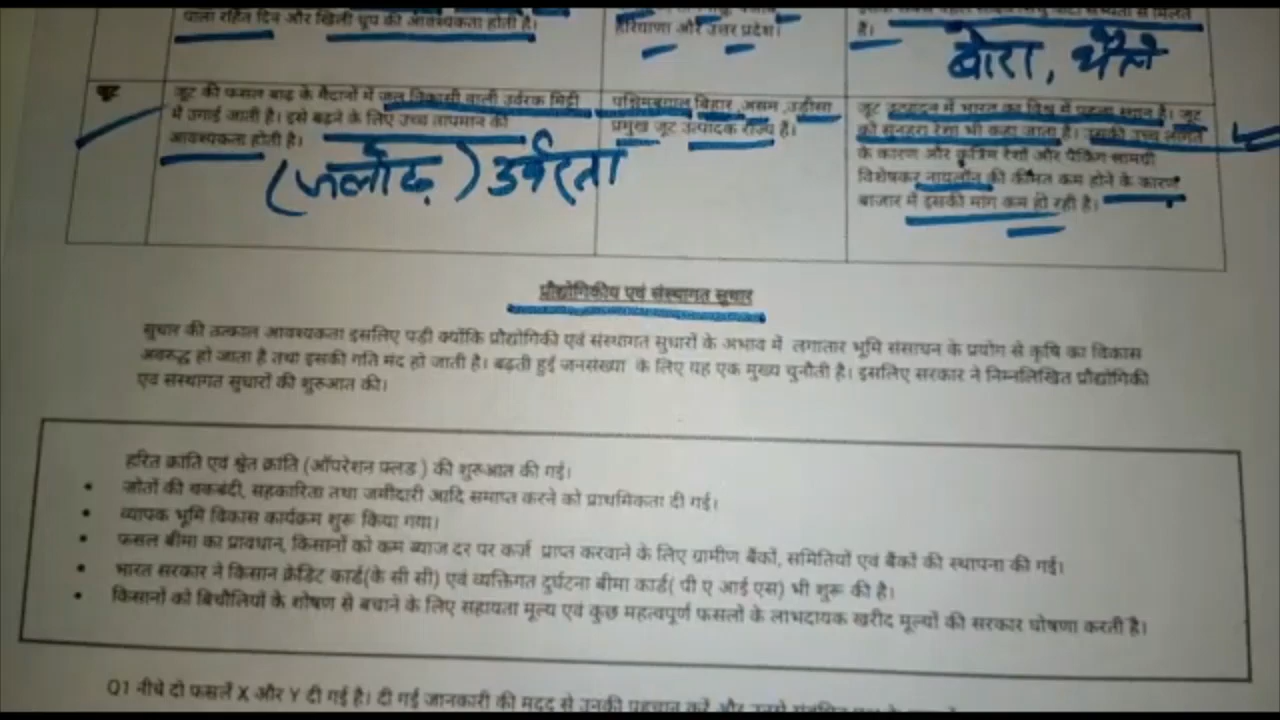 पाला रहित दिन और खिली धूप की आवश्यकता होती है।
हरियाणा और उत्तर प्रदेश।
से मिलते
है।
बोरा, थैले
जूट
जूट की फसल बाढ़ के मैदानों में जल निकासी वाली उर्वरक मिट्टी
में उगाई जाती है। इसे बढ़ने के लिए उच्च तापमान की
आवश्यकता होती है।
(जलोढ़) उर्वरता
पश्चिमबंगाल बिहार ,असम ,उड़ीसा
प्रमुख जूट उत्पादक राज्य है।
जूट उत्पादन में भारत का विश्व में पहला स्थान है। जूट
को सुनहरा रेशा भी कहा जाता है। उसकी उच्च लागत
के कारण और कृत्रिम रेशों और पैकिंग सामग्री
विशेषकर नायलॉन की कीमत कम होने के कारण
बाजार में इसकी मांग कम हो रही है।
प्रौद्योगिकीय एवं संस्थागत सुधार
सुधार की तत्काल आवश्यकता इसलिए पड़ी क्योंकि प्रौद्योगिकी एवं संस्थागत सुधारों के अभाव में लगातार भूमि संसाधन के प्रयोग से कृषि का विकास
अवरुद्ध हो जाता है तथा इसकी गति मंद हो जाती है। बढ़ती हुई जनसंख्या के लिए यह एक मुख्य चुनौती है। इसलिए सरकार ने निम्नलिखित प्रौद्योगिकी
एवं संस्थागत सुधारों की शुरूआत की।
हरित क्रांति एवं श्वेत क्रांति (ऑपरेशन फ्लड ) की शुरूआत की गई।
• जोतों की चकबंदी, सहकारिता तथा जमींदारी आदि समाप्त करने को प्राथमिकता दी गई।
• व्यापक भूमि विकास कार्यक्रम शुरू किया गया।
• फसल बीमा का प्रावधान, किसानों को कम ब्याज दर पर कर्ज प्राप्त करवाने के लिए ग्रामीण बैंकों, समितियों एवं बैंकों की स्थापना की गई।
• भारत सरकार ने किसान क्रेडिट कार्ड(के सी सी) एवं व्यक्तिगत दुर्घटना बीमा कार्ड( पी ए आई एस) भी शुरू की है।
• किसानों को बिचौलियों के शोषण से बचाने के लिए सहायता मूल्य एवं कुछ महत्वपूर्ण फसलों के लाभदायक खरीद मूल्यों की सरकार घोषणा करती है।
Q1 नीचे दो फसलें X और Y दी गई है। दी गई जानकारी की मदद से उनकी पहचान करें और